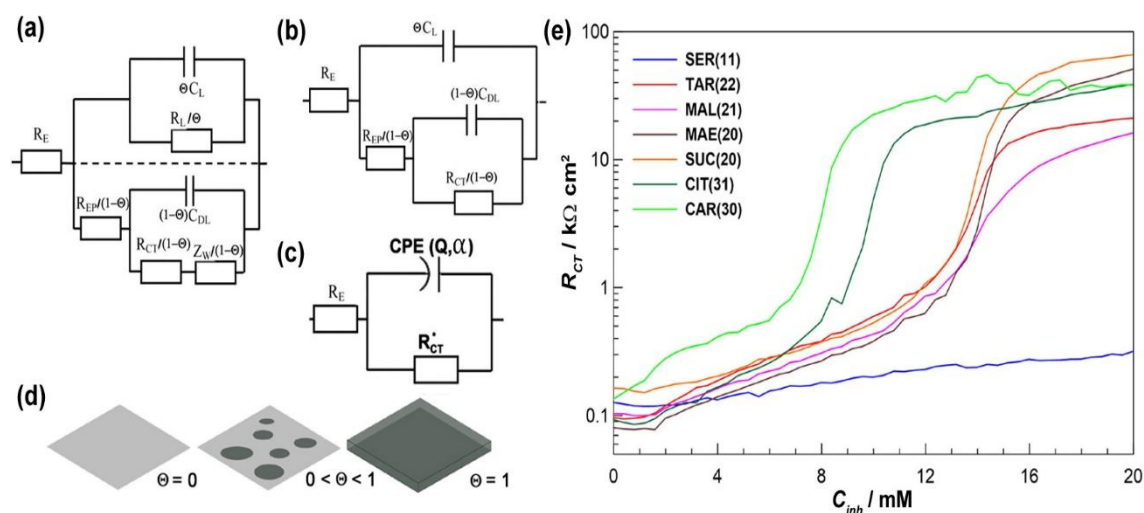 (a)
ΘC_L
R_L/Θ
R_E
R_EP/(1-Θ)
(1-Θ)C_DL
R_CT/(1-Θ)
Z_W/(1-Θ)
(b)
ΘC_L
R_E
(1-Θ)C_DL
R_EP/(1-Θ)
R_CT/(1-Θ)
(c)
CPE (Q,α)
R_E
R*_CT
(d)
Θ = 0
0 < Θ < 1
Θ = 1
(e)
100
10
1
0.1
R_CT / kΩ cm²
SER(11)
TAR(22)
MAL(21)
MAE(20)
SUC(20)
CIT(31)
CAR(30)
0 4 8 12 16 20
C_inh / mM